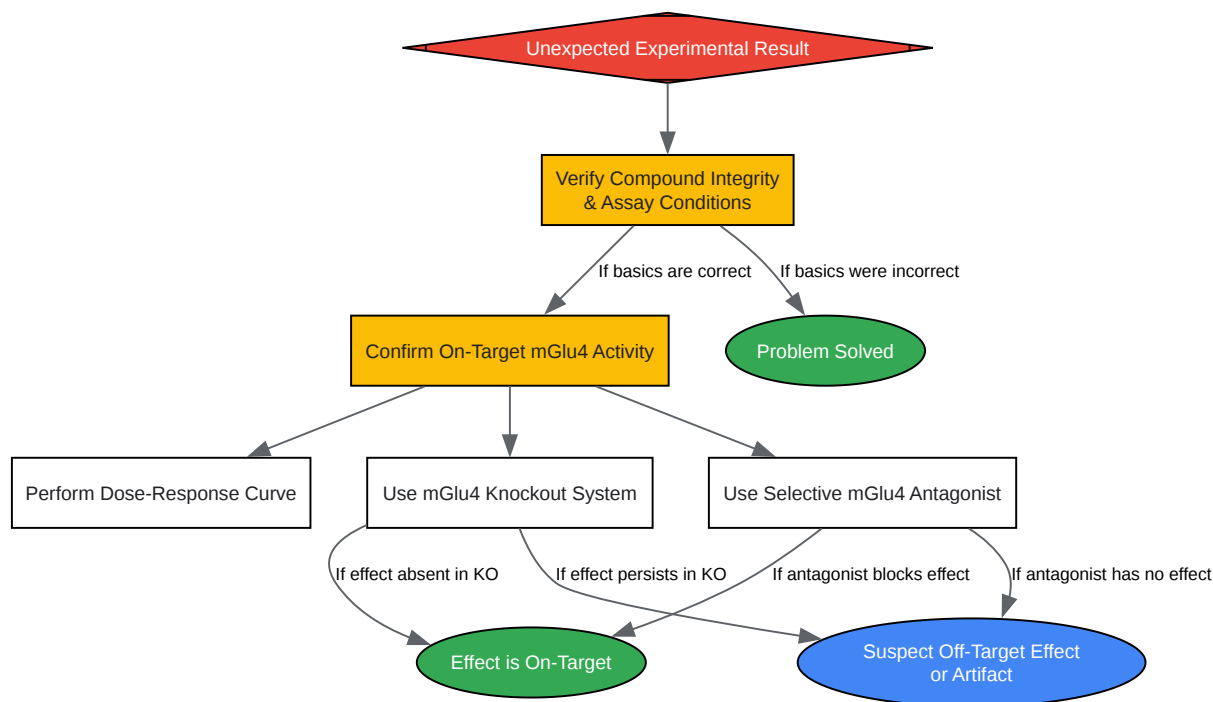 Unexpected Experimental Result
Verify Compound Integrity
& Assay Conditions
If basics are correct
If basics were incorrect
Confirm On-Target mGlu4 Activity
Problem Solved
Perform Dose-Response Curve
Use mGlu4 Knockout System
Use Selective mGlu4 Antagonist
If effect absent in KO
If effect persists in KO
If antagonist blocks effect
If antagonist has no effect
Effect is On-Target
Suspect Off-Target Effect
or Artifact